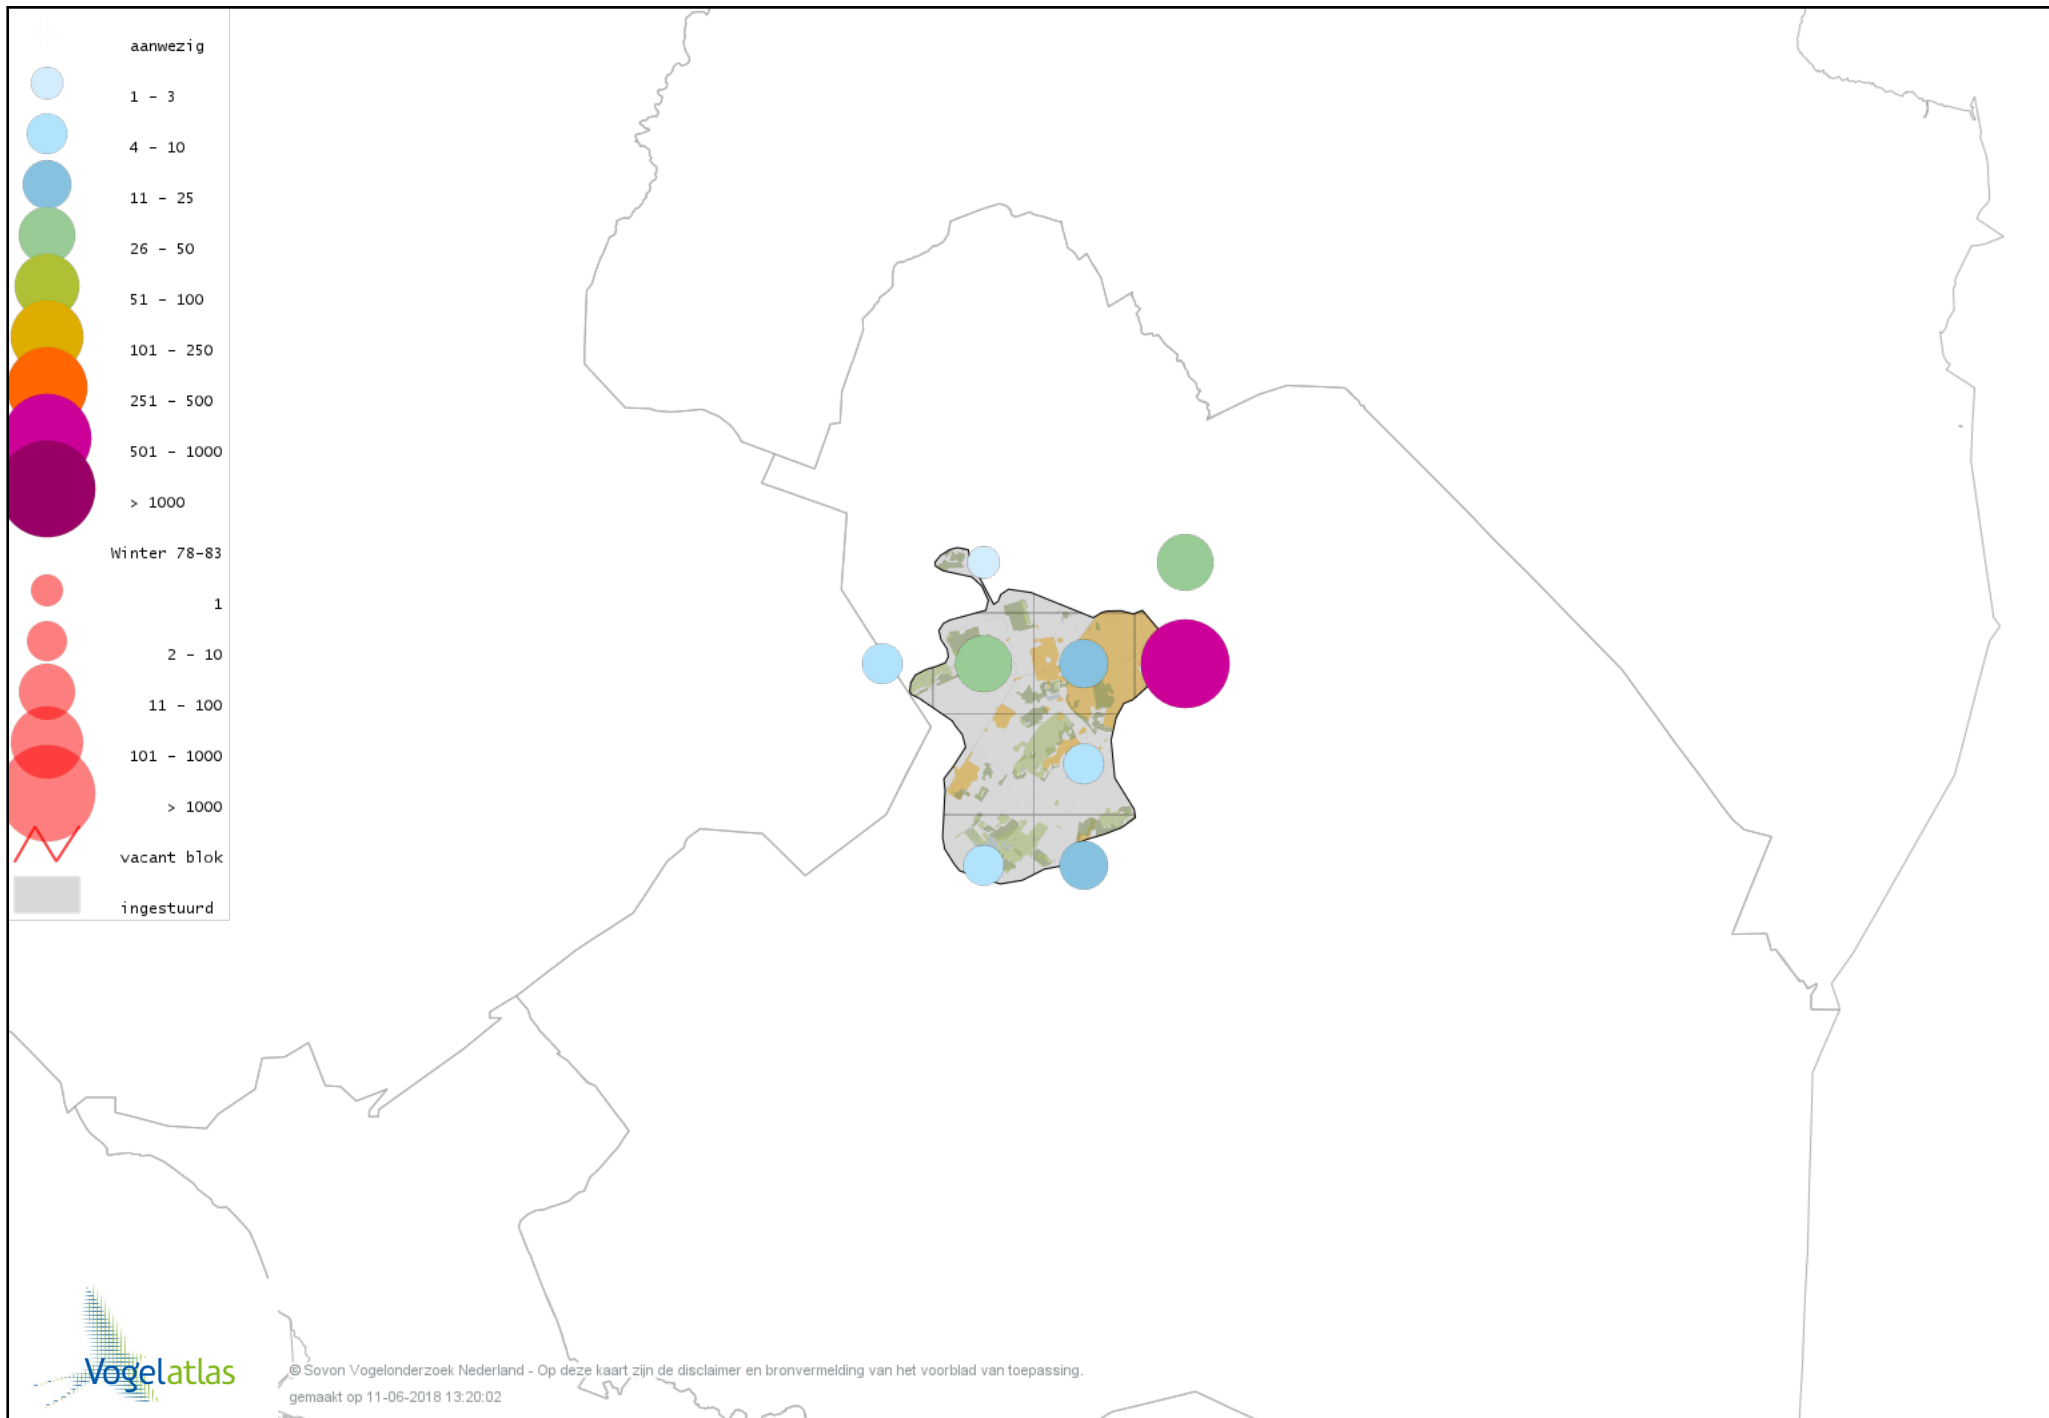 aanwezig
1 - 3
4 - 10
11 - 25
26 - 50
51 - 100
101 - 250
251 - 500
501 - 1000
> 1000
Winter 78-83
1
2 - 10
11 - 100
101 - 1000
> 1000
vacant blok
ingestuurd
Vogelatlas
© Sovon Vogelonderzoek Nederland - Op deze kaart zijn de disclaimer en bronvermelding van het voorblad van toepassing.
gemaakt op 11-06-2018 13:20:02